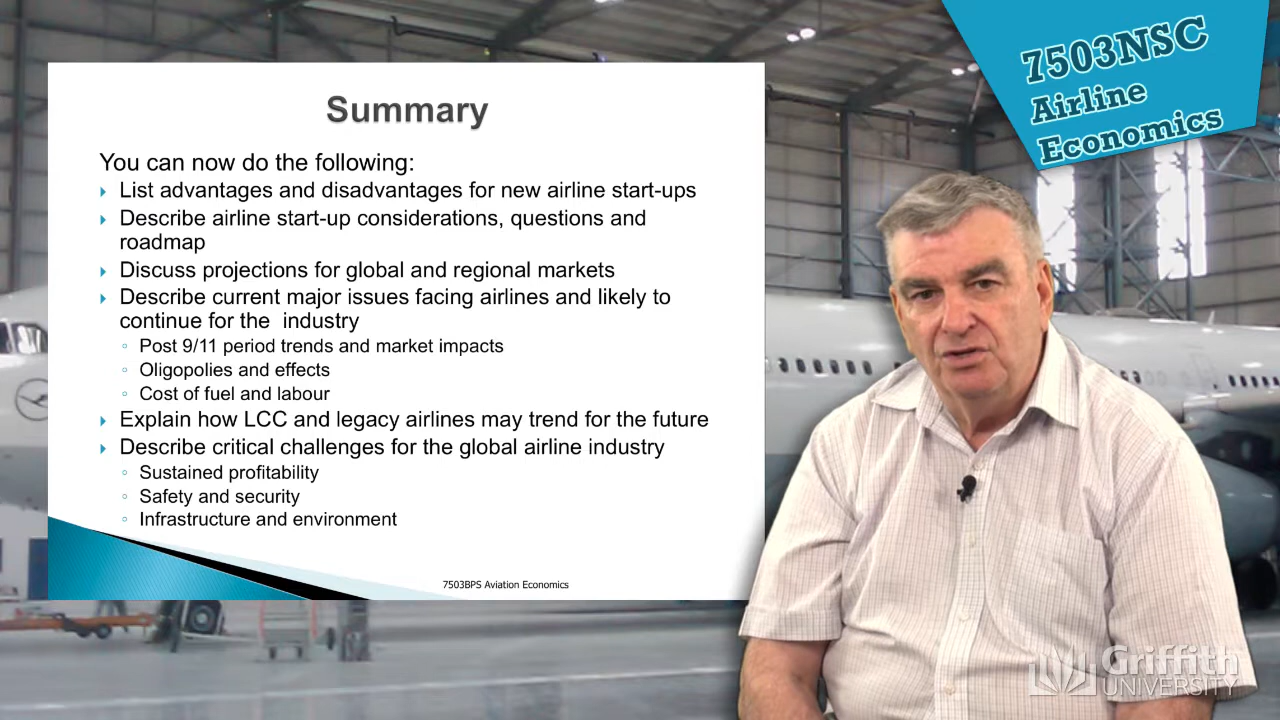 Summary
You can now do the following:
List advantages and disadvantages for new airline start-ups
Describe airline start-up considerations, questions and
roadmap
Discuss projections for global and regional markets
Describe current major issues facing airlines and likely to
continue for the  industry
Post 9/11 period trends and market impacts
Oligopolies and effects
Cost of fuel and labour
Explain how LCC and legacy airlines may trend for the future
Describe critical challenges for the global airline industry
Sustained profitability
Safety and security
Infrastructure and environment
7503BPS Aviation Economics
7503NSC
Airline
Economics
Griffith
UNIVERSITY